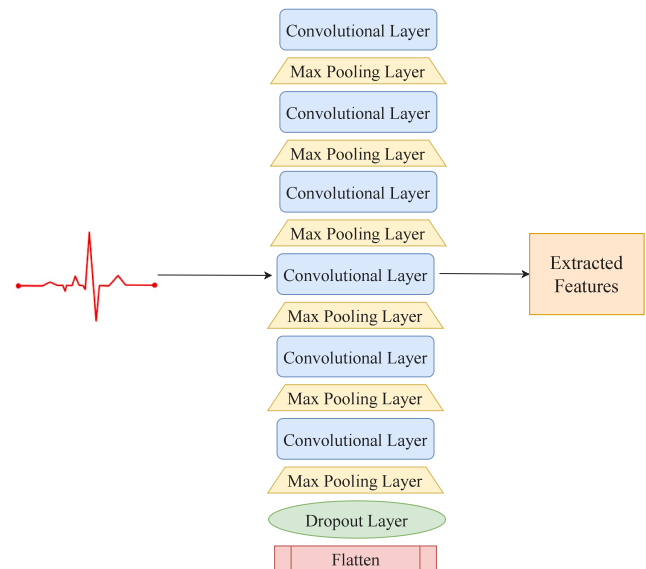 Convolutional Layer
Max Pooling Layer
Convolutional Layer
Max Pooling Layer
Convolutional Layer
Max Pooling Layer
Convolutional Layer
Max Pooling Layer
Convolutional Layer
Max Pooling Layer
Convolutional Layer
Max Pooling Layer
Dropout Layer
Flatten
Extracted
Features